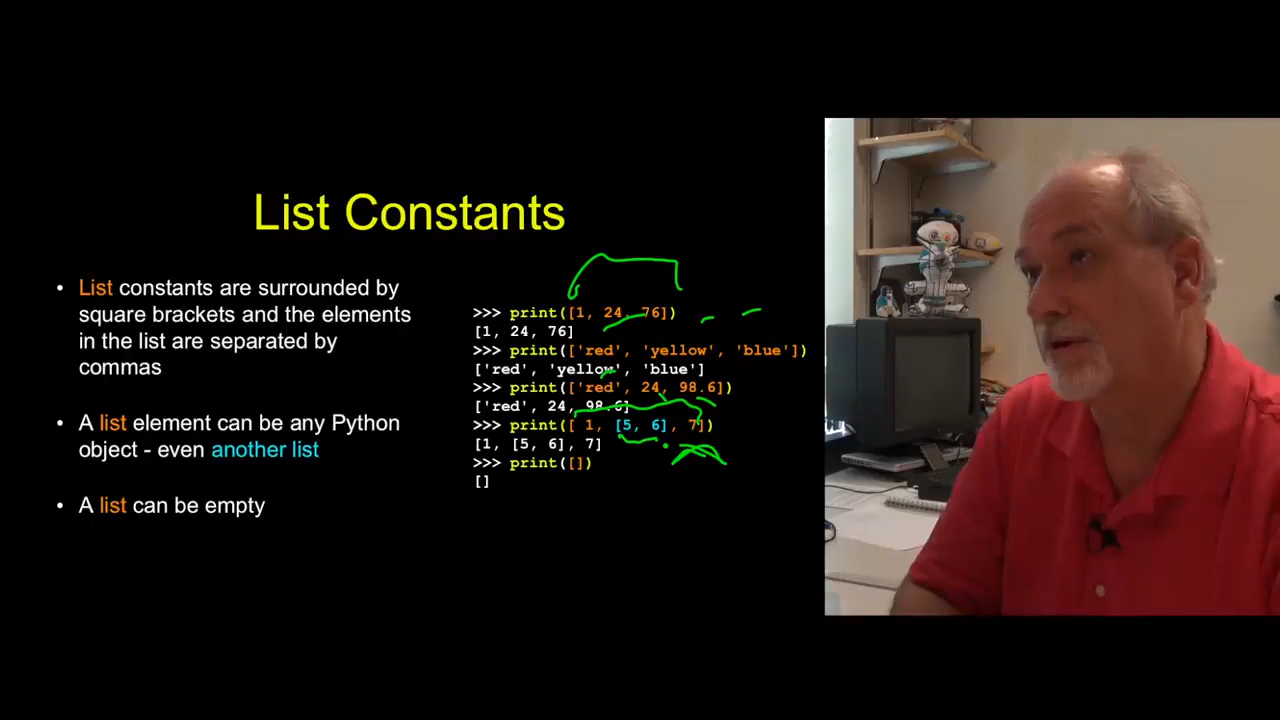 List Constants
• List constants are surrounded by
square brackets and the elements
in the list are separated by
commas
• A list element can be any Python
object - even another list
• A list can be empty
>>> print([1, 24, 76])
[1, 24, 76]
>>> print(['red', 'yellow', 'blue'])
['red', 'yellow', 'blue']
>>> print(['red', 24, 98.6])
['red', 24, 98.6]
>>> print([ 1, [5, 6], 7])
[1, [5, 6], 7]
>>> print([])
[]